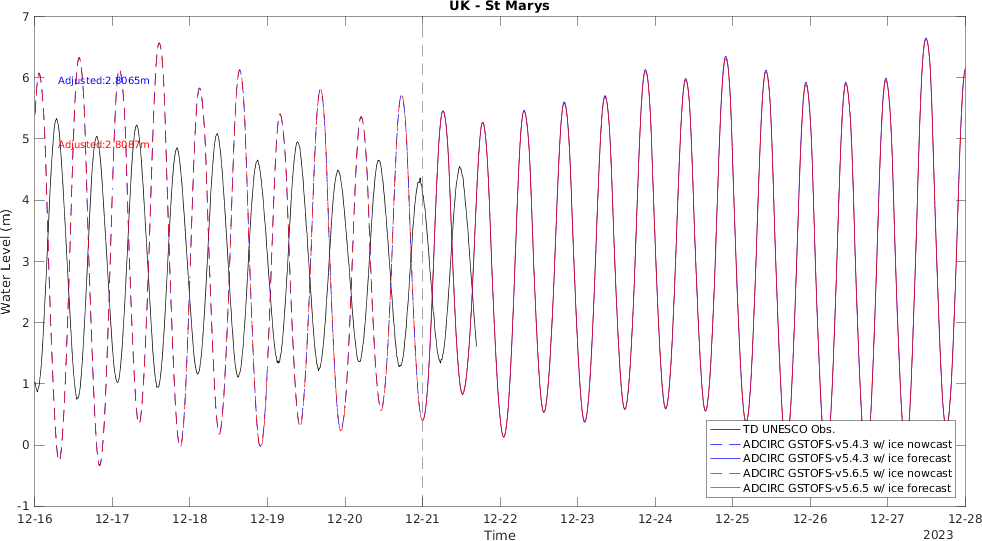 UK - St Marys
7
6
5
4
3
2
1
0
-1
Water Level (m)
Adjusted:2.8065m
Adjusted:2.8087m
TD UNESCO Obs.
ADCIRC GSTOFS-v5.4.3 w/ ice nowcast
ADCIRC GSTOFS-v5.4.3 w/ ice forecast
ADCIRC GSTOFS-v5.6.5 w/ ice nowcast
ADCIRC GSTOFS-v5.6.5 w/ ice forecast
12-16 12-17 12-18 12-19 12-20 12-21 12-22 12-23 12-24 12-25 12-26 12-27 12-28
Time
2023